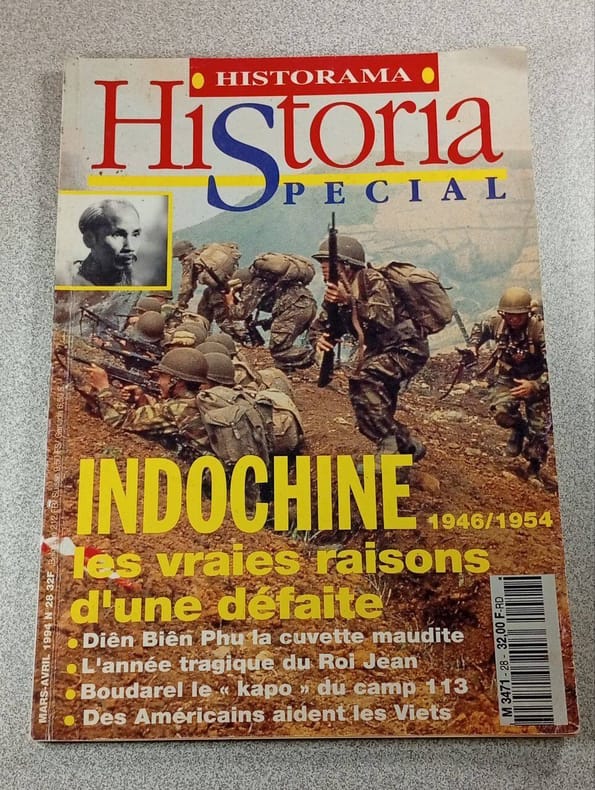 HISTORAMA
HiStoria
SPECIAL
INDOCHINE 1946/1954
les vraies raisons
d'une défaite
Diên Biên Phu la cuvette maudite
L'année tragique du Roi Jean
Boudarel le « kapo » du camp 113
Des Américains aident les Viets
MARS-AVRIL 1994 N° 28 32F
M 3471 - 28 - 32,00 F-RD